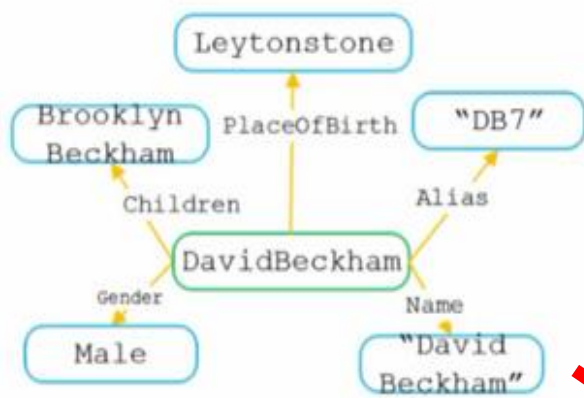 Leytonstone
Brooklyn
Beckham
PlaceOfBirth
"DB7"
Children
Alias
DavidBeckham
Gender
Name
Male
"David
Beckham"